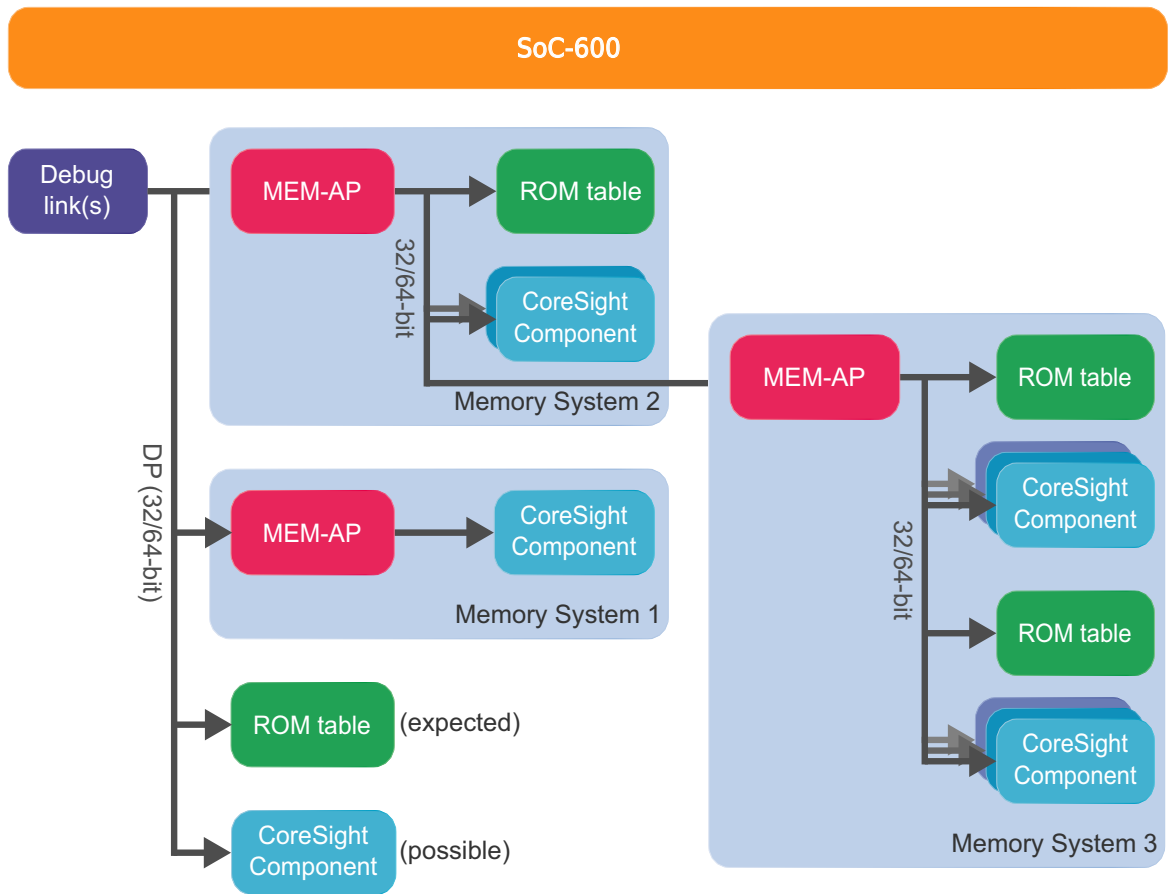 SoC-600
Debug
link(s)
MEM-AP
ROM table
32/64-bit
CoreSight
Component
Memory System 2
MEM-AP
ROM table
CoreSight
Component
32/64-bit
ROM table
CoreSight
Component
Memory System 3
DP (32/64-bit)
MEM-AP
CoreSight
Component
Memory System 1
ROM table
(expected)
CoreSight
Component
(possible)